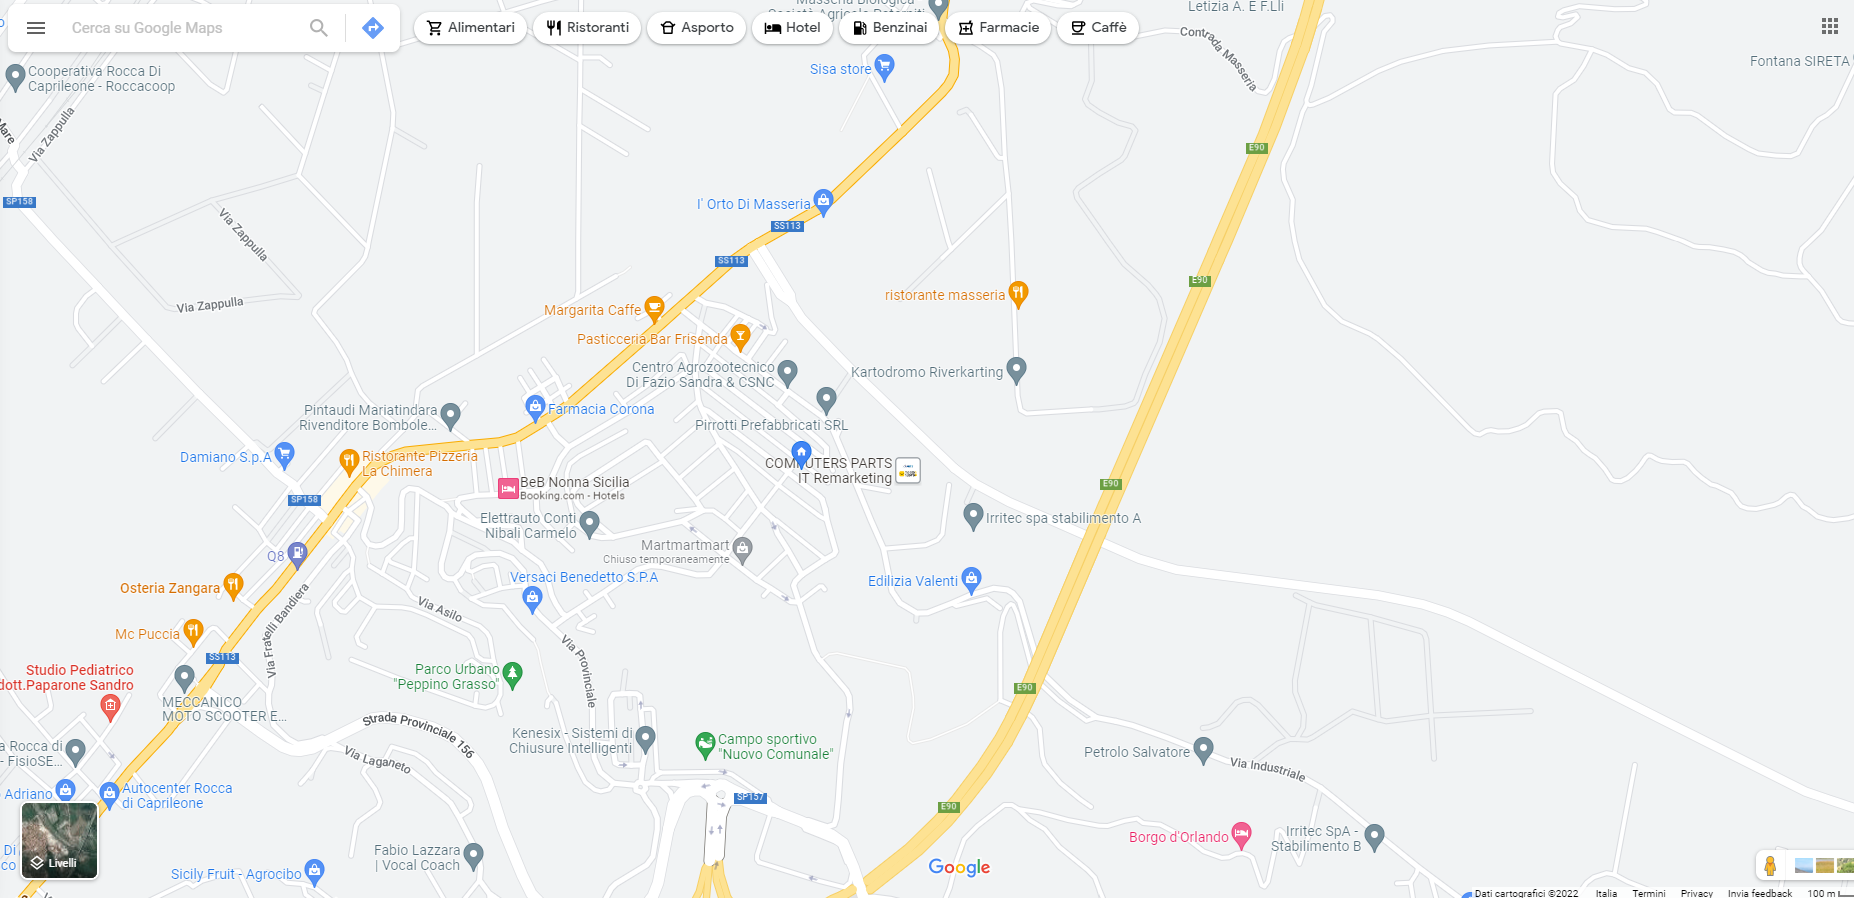 Cerca su Google Maps
Alimentari
Ristoranti
Asporto
Hotel
Benzinai
Farmacie
Caffè
Masseria Biologica
Letizia A. E F.Lli
Contrada Masseria
Fontana SIRETA
Sisa store
Cooperativa Rocca Di
Caprileone - Roccacoop
Mare
Via Zappulla
SP158
Via Zappulla
Via Zappulla
E90
l' Orto Di Masseria
SS113
SS113
E90
ristorante masseria
Margarita Caffe
Pasticceria Bar Frisenda
Centro Agrozootecnico
Di Fazio Sandra & CSNC
Kartodromo Riverkarting
Pintaudi Mariatindara
Rivenditore Bombole...
Farmacia Corona
Pirrotti Prefabbricati SRL
Damiano S.p.A
Ristorante Pizzeria
La Chimera
COMPUTERS PARTS
IT Remarketing
BeB Nonna Sicilia
Booking.com - Hotels
E90
SP158
Elettrauto Conti
Nibali Carmelo
Irritec spa stabilimento A
Martmartmart
Chiuso temporaneamente
Q8
Versaci Benedetto S.P.A
Edilizia Valenti
Osteria Zangara
Via Fratelli Bandiera
Via Asilo
Mc Puccia
SS113
Via Provinciale
Studio Pediatrico
dott.Paparone Sandro
Parco Urbano
"Peppino Grasso"
E90
MECCANICO
MOTO SCOOTER E...
Strada Provinciale 156
Via Laganeto
a Rocca di
- FisioSE...
Kenesix - Sistemi di
Chiusure Intelligenti
Campo sportivo
"Nuovo Comunale"
Petrolo Salvatore
Via Industriale
Adriano
Autocenter Rocca
di Caprileone
SP157
E90
Borgo d'Orlando
Irritec SpA -
Stabilimento B
Di
co
Livelli
Fabio Lazzara
| Vocal Coach
Sicily Fruit - Agrocibo
Google
Dati cartografici ©2022
Italia
Termini
Privacy
Invia feedback
100 m